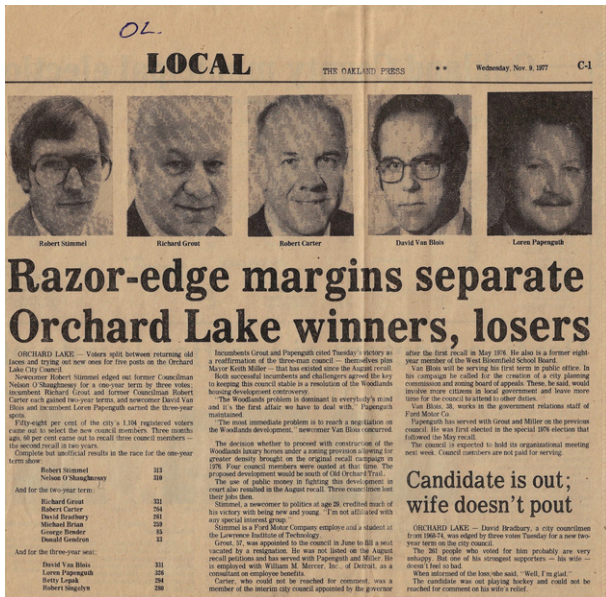 OL.
LOCAL
THE OAKLAND PRESS
** Wednesday, Nov. 9, 1977 C-1
Robert Stimmel
Richard Grout
Robert Carter
David Van Blois
Loren Papenguth
Razor-edge margins separate
Orchard Lake winners, losers
ORCHARD LAKE — Voters split between returning old
faces and trying out new ones for five posts on the Orchard
Lake City Council.
Newcomer Robert Stimmel edged out former Councilman
Nelson O'Shaughnessy for a one-year term by three votes;
incumbent Richard Grout and former Councilman Robert
Carter each gained two-year terms, and newcomer David Van
Blois and incumbent Loren Papenguth earned the three-year
spots.
Fifty-eight per cent of the city's 1,104 registered voters
came out to select the new council members. Three months
ago, 60 per cent came out to recall three council members —
the second recall in two years.
Complete but unofficial results in the race for the one-year
term show:
Robert Stimmel 313
Nelson O'Shaughnessy 310
And for the two-year term:
Richard Grout 331
Robert Carter 264
David Bradbury 261
Michael Brian 250
George Bender 85
Donald Gendron 33
And for the three-year seat:
David Van Blois 331
Loren Papenguth 326
Betty Lepak 294
Robert Singelyn 280
Incumbents Grout and Papenguth cited Tuesday's victory as
a reaffirmation of the three-man council — themselves plus
Mayor Keith Miller — that has existed since the August recall.
Both successful incumbents and challengers agreed the key
to keeping this council stable is a resolution of the Woodlands
housing development controversy.
"The Woodlands problem is dominant in everybody's mind
and it's the first affair we have to deal with," Papenguth
maintained.
"The most immediate problem is to reach a negotiation on
the Woodlands development," newcomer Van Blois concurred.
The decision whether to proceed with construction of the
Woodlands luxury homes under a zoning provision allowing for
greater density brought on the original recall campaign in
1976. Four council members were ousted at that time. The
proposed development would be south of Old Orchard Trail.
The use of public money in fighting this development in
court also resulted in the August recall. Three councilmen lost
their jobs then.
Stimmel, a newcomer to politics at age 29, credited much of
his victory with being new and young. "I'm not affiliated with
any special interest group."
Stimmel is a Ford Motor Company employe and a student at
the Lawrence Institute of Technology.
Grout, 57, was appointed to the council in June to fill a seat
vacated by a resignation. He was not listed on the August
recall petitions and has served with Papenguth and Miller. He
is employed with William M. Mercer, Inc., of Detroit, as a
consultant on employee benefits.
Carter, who could not be reached for comment, was a
member of the interim city council appointed by the governor
after the first recall in May 1976. He also is a former eight-
year member of the West Bloomfield School Board.
Van Blois will be serving his first term in public office. In
his campaign he called for the creation of a city planning
commission and zoning board of appeals. These, he said, would
involve more citizens in local government and leave more
time for the council to attend to other duties.
Van Blois, 38, works in the government relations staff of
Ford Motor Co.
Papenguth has served with Grout and Miller on the previous
council. He was first elected in the special 1976 election that
followed the May recall.
The council is expected to hold its organizational meeting
next week. Council members are not paid for serving.
Candidate is out;
wife doesn't pout
ORCHARD LAKE — David Bradbury, a city councilman
from 1968-74, was edged by three votes Tuesday for a new two-
year term on the city council.
The 261 people who voted for him probably are very
unhappy. But one of his strongest supporters — his wife —
doesn't feel so bad.
When informed of the loss, she said, "Well, I'm glad."
The candidate was out playing hockey and could not be
reached for comment on his wife's relief.